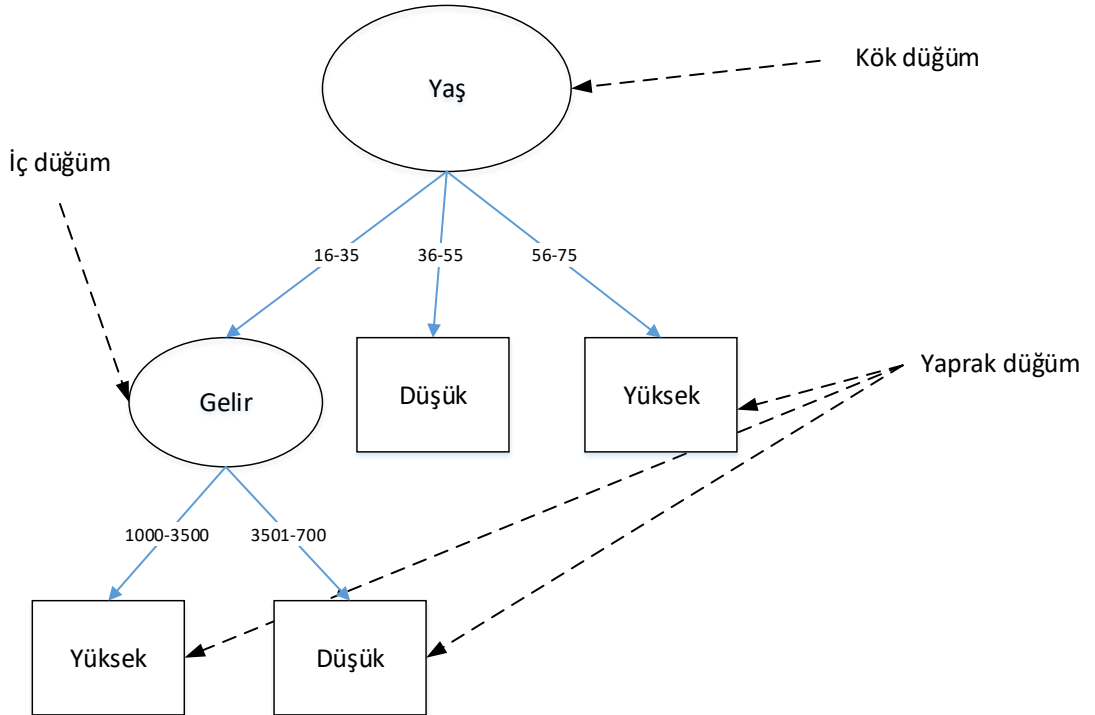 Yaş
Kök düğüm
İç düğüm
16-35
36-55
56-75
Gelir
Düşük
Yüksek
Yaprak düğüm
1000-3500
3501-700
Yüksek
Düşük